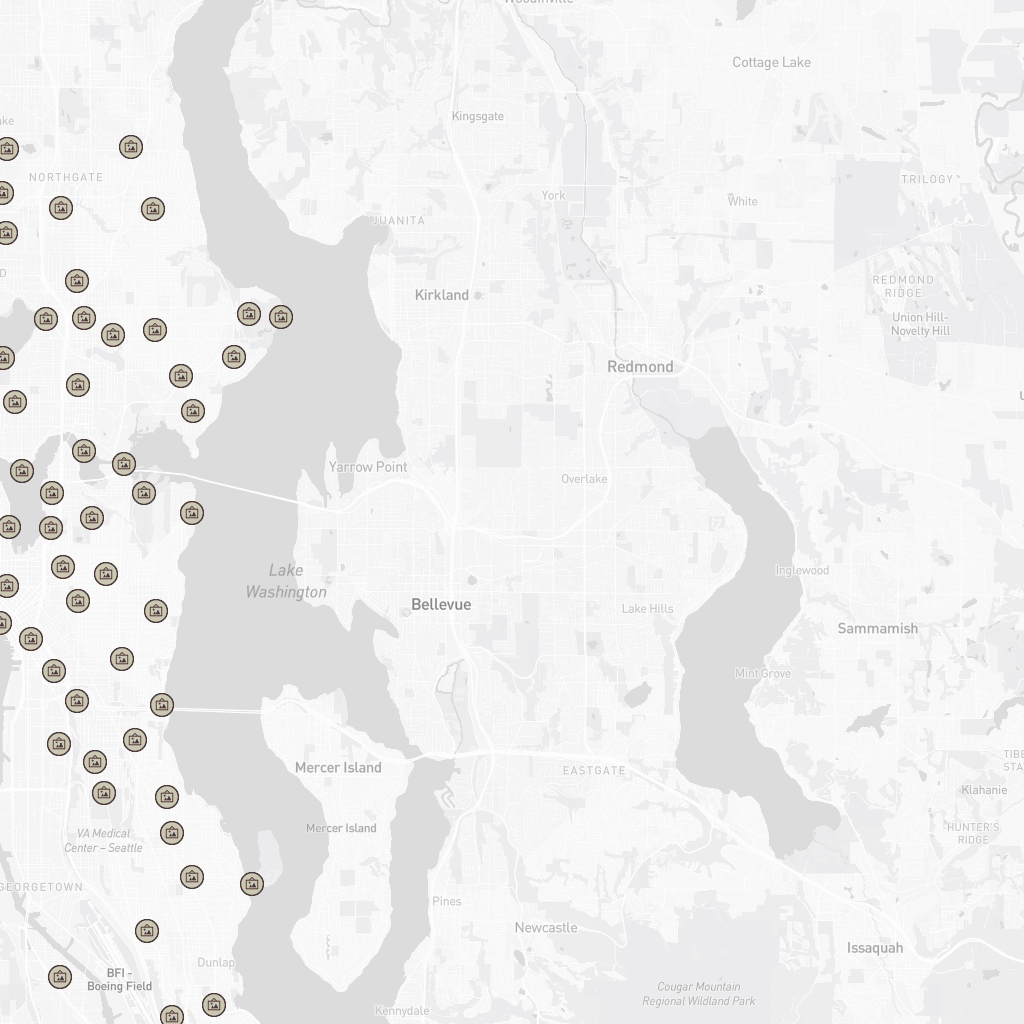 Woodinville
Cottage Lake
Kingsgate
NORTHGATE
TRILOGY
York
White
JUANITA
REDMOND
RIDGE
Kirkland
Union Hill-
Novelty Hill
Redmond
Yarrow Point
Overlake
Lake
Washington
Inglewood
Bellevue
Lake Hills
Sammamish
Mint Grove
Mercer Island
EASTGATE
Klahanie
Mercer Island
VA Medical
Center – Seattle
HUNTER'S
RIDGE
GEORGETOWN
Pines
Newcastle
Issaquah
Dunlap
BFI -
Boeing Field
Cougar Mountain
Regional Wildland Park
Kennydale